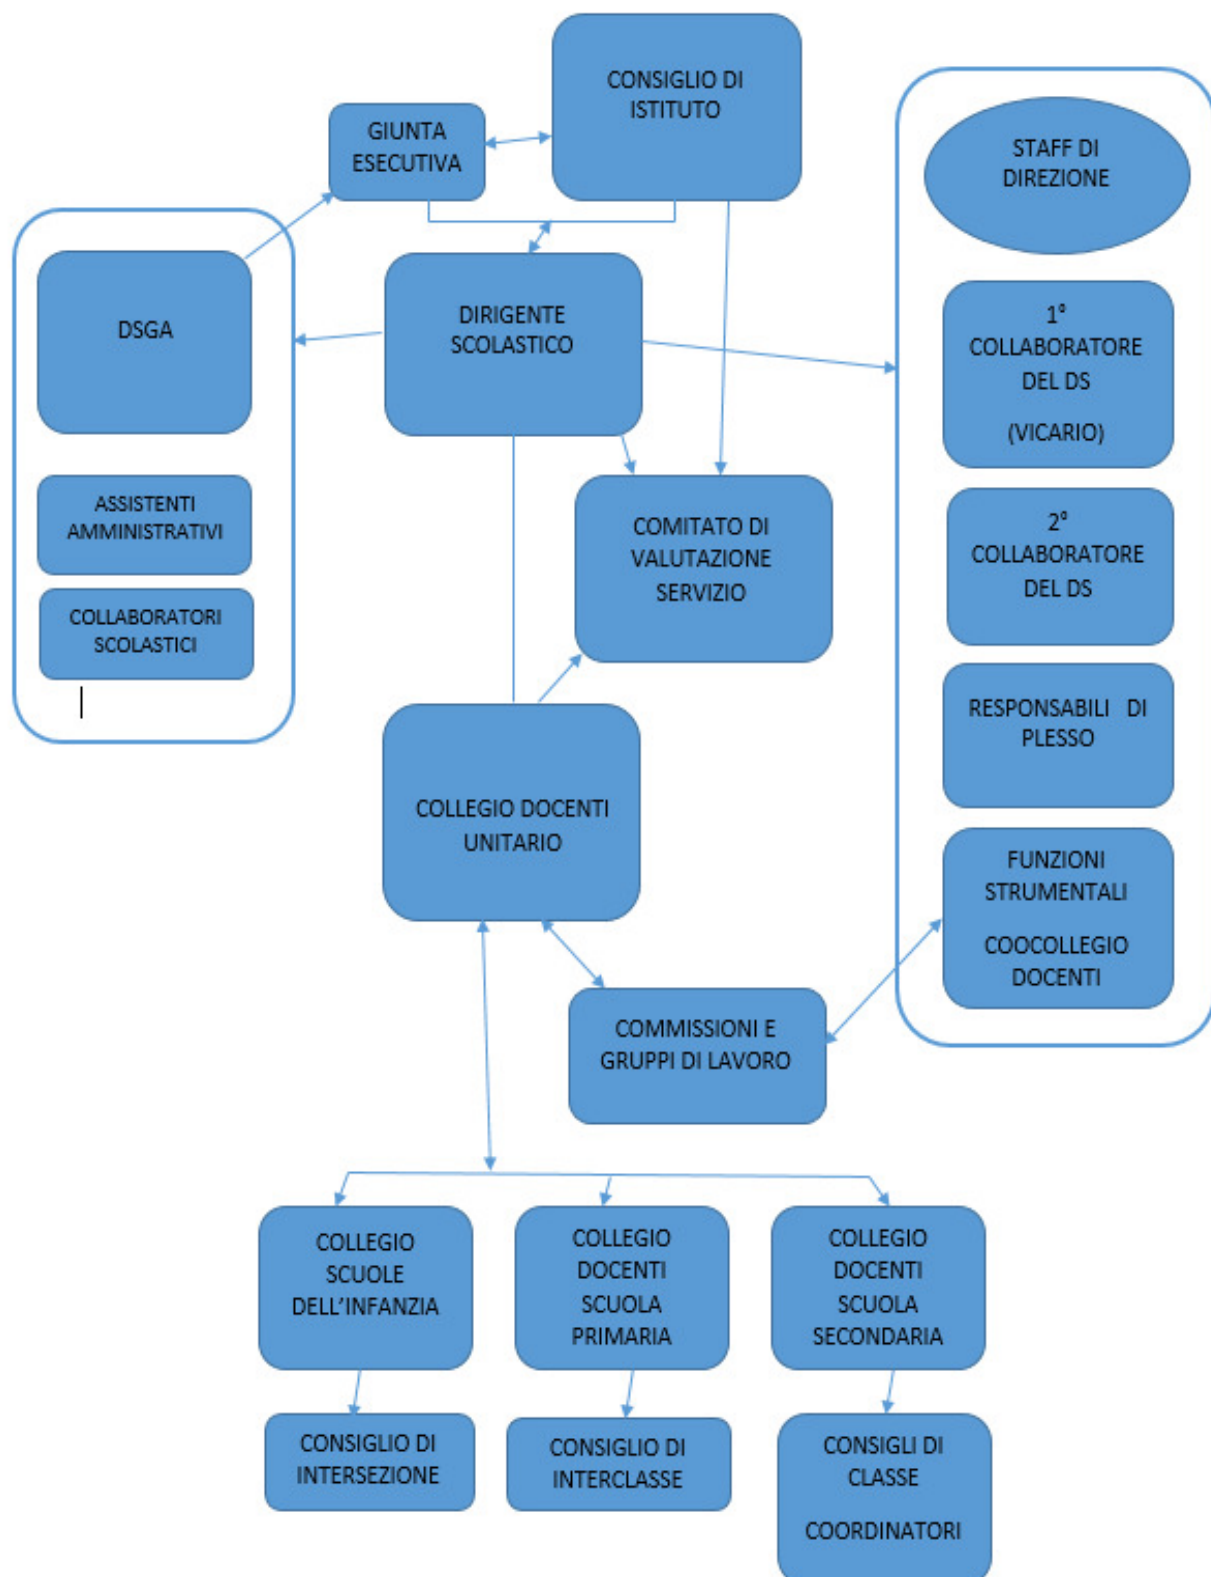 CONSIGLIO DI
ISTITUTO
GIUNTA
ESECUTIVA
STAFF DI
DIREZIONE
DSGA
DIRIGENTE
SCOLASTICO
1°
COLLABORATORE
DEL DS
(VICARIO)
ASSISTENTI
AMMINISTRATIVI
COMITATO DI
VALUTAZIONE
SERVIZIO
2°
COLLABORATORE
DEL DS
COLLABORATORI
SCOLASTICI
RESPONSABILI DI
PLESSO
COLLEGIO DOCENTI
UNITARIO
FUNZIONI
STRUMENTALI
COOCOLLEGIO
DOCENTI
COMMISSIONI E
GRUPPI DI LAVORO
COLLEGIO
SCUOLE
DELL'INFANZIA
COLLEGIO
DOCENTI
SCUOLA
PRIMARIA
COLLEGIO
DOCENTI
SCUOLA
SECONDARIA
CONSIGLIO DI
INTERSEZIONE
CONSIGLIO DI
INTERCLASSE
CONSIGLI DI
CLASSE
COORDINATORI